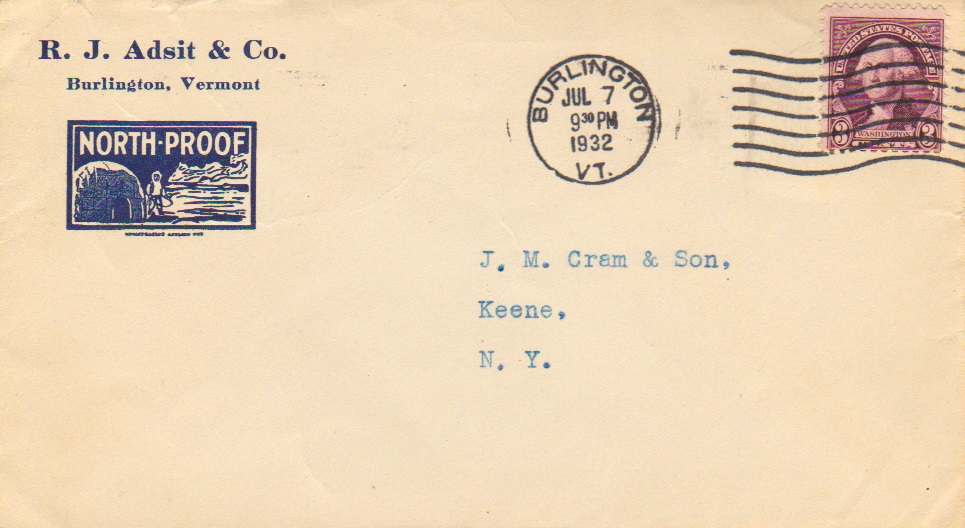 R. J. Adsit & Co.
Burlington, Vermont
NORTH-PROOF
BURLINGTON
JUL 7
9 30 PM
1932
VT.
UNITED STATES POSTAGE
3 WASHINGTON 3
J. M. Cram & Son,
Keene,
N. Y.